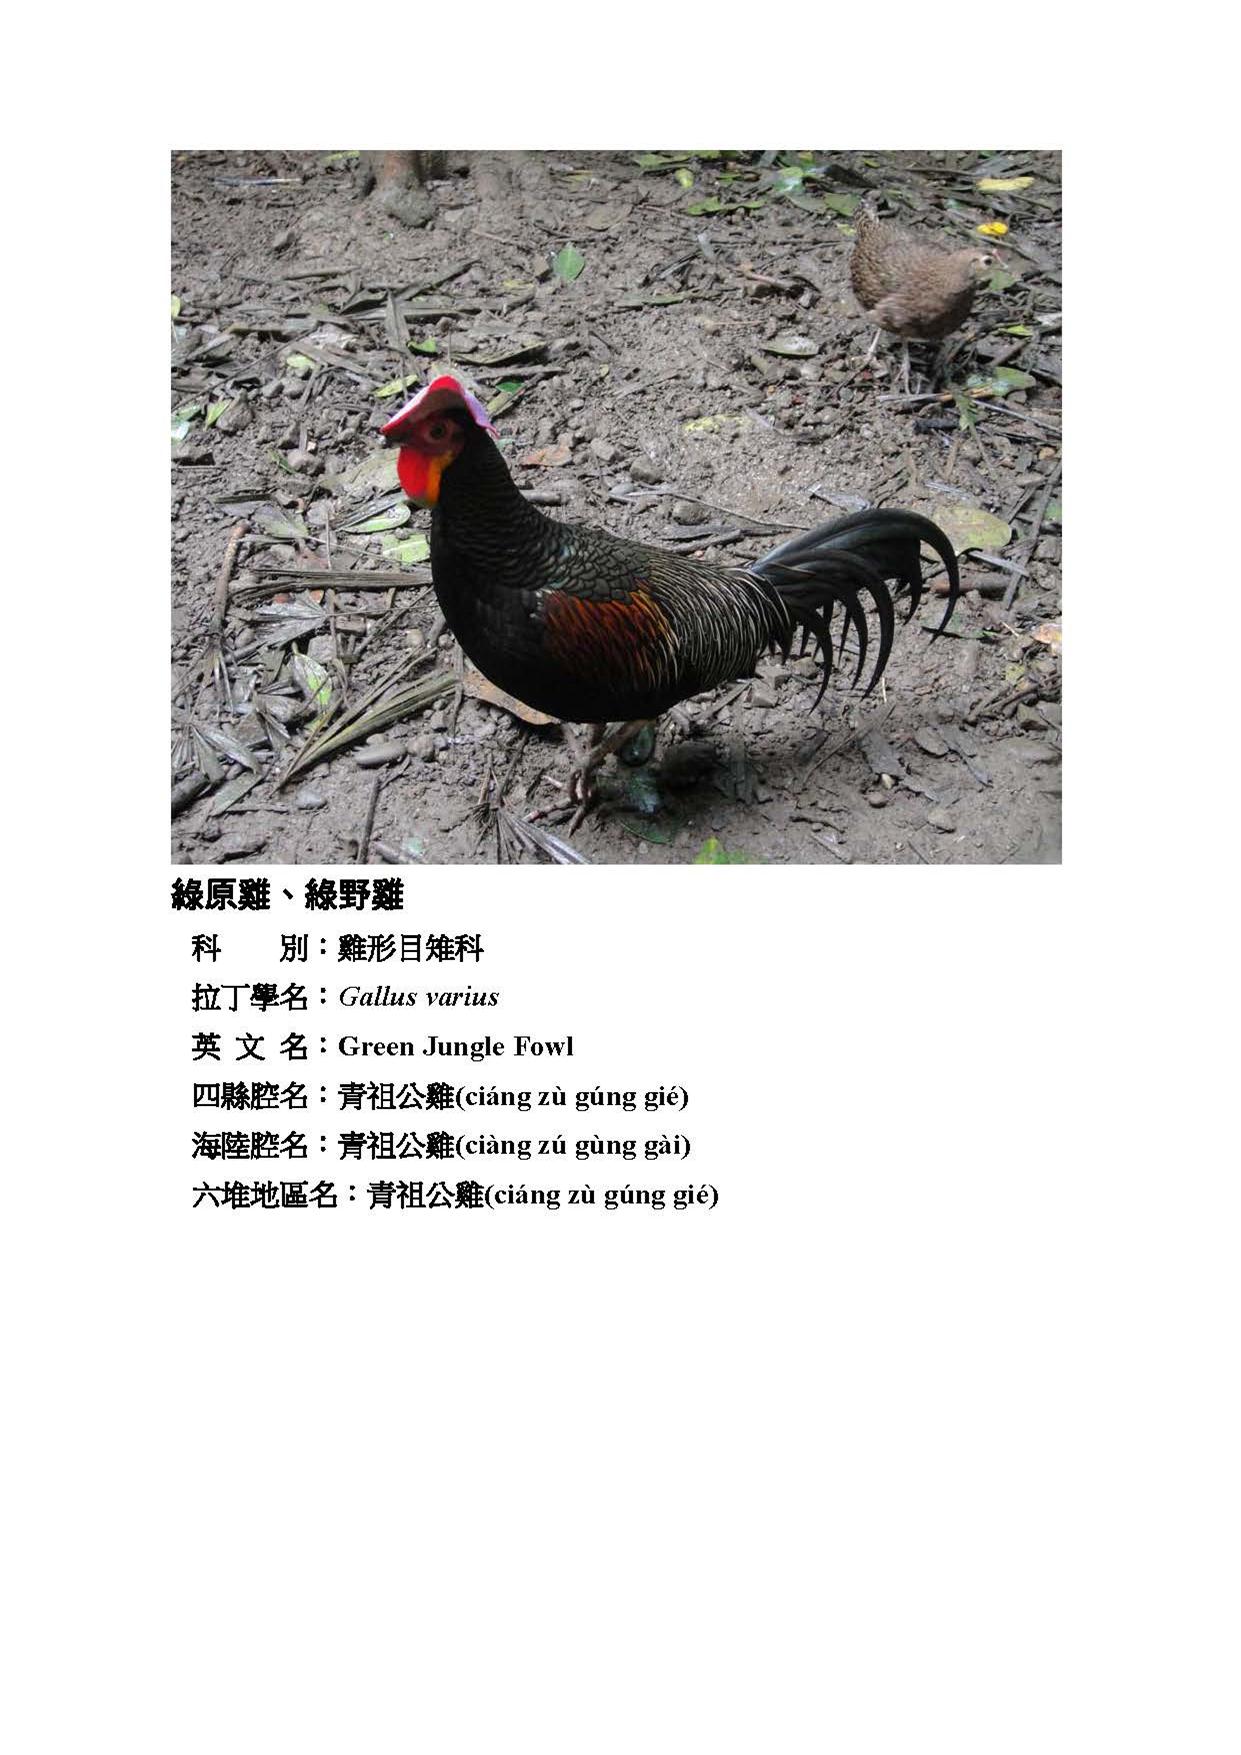 綠原雞、綠野雞
科　　別：雞形目雉科
拉丁學名：Gallus varius
英 文 名：Green Jungle Fowl
四縣腔名：青祖公雞(ciáng zù gúng gié)
海陸腔名：青祖公雞(ciàng zú gùng gài)
六堆地區名：青祖公雞(ciáng zù gúng gié)